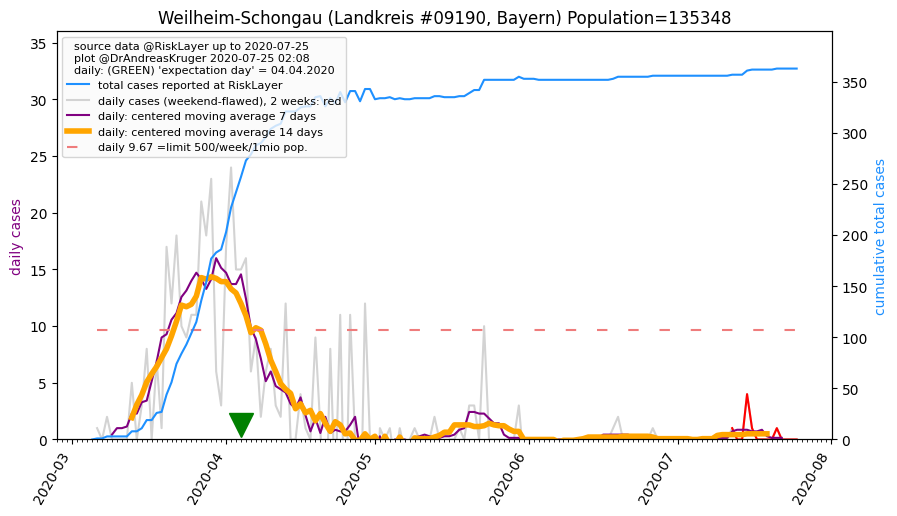 Weilheim-Schongau (Landkreis #09190, Bayern) Population=135348
source data @RiskLayer up to 2020-07-25
plot @DrAndreasKruger 2020-07-25 02:08
daily: (GREEN) 'expectation day' = 04.04.2020
total cases reported at RiskLayer
daily cases (weekend-flawed), 2 weeks: red
daily: centered moving average 7 days
daily: centered moving average 14 days
daily 9.67 =limit 500/week/1mio pop.
daily cases
35
30
25
20
15
10
5
0
cumulative total cases
350
300
250
200
150
100
50
0
2020-03
2020-04
2020-05
2020-06
2020-07
2020-08